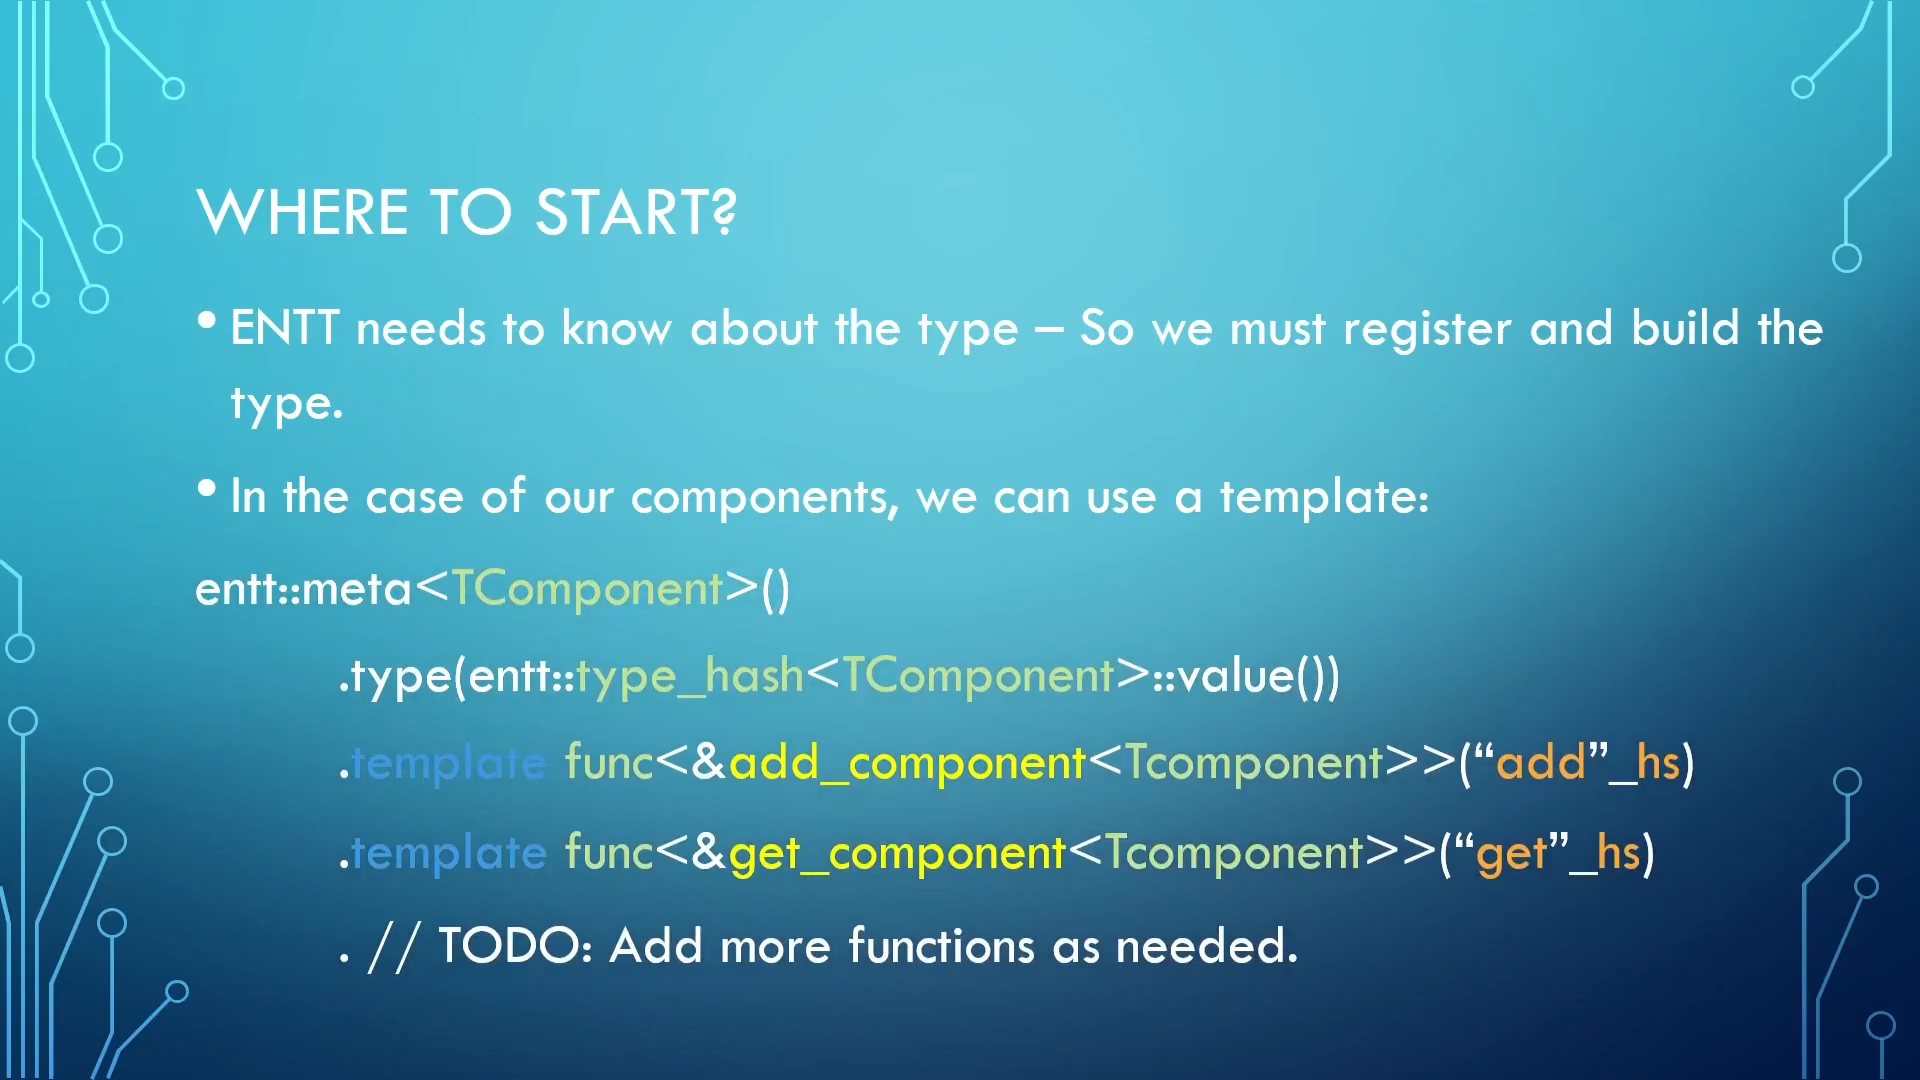 WHERE TO START?
• ENTT needs to know about the type – So we must register and build the
type.
• In the case of our components, we can use a template:
entt::meta<TComponent>()
.type(entt::type_hash<TComponent>::value())
.template func<&add_component<Tcomponent>>(“add”_hs)
.template func<&get_component<Tcomponent>>(“get”_hs)
. // TODO: Add more functions as needed.